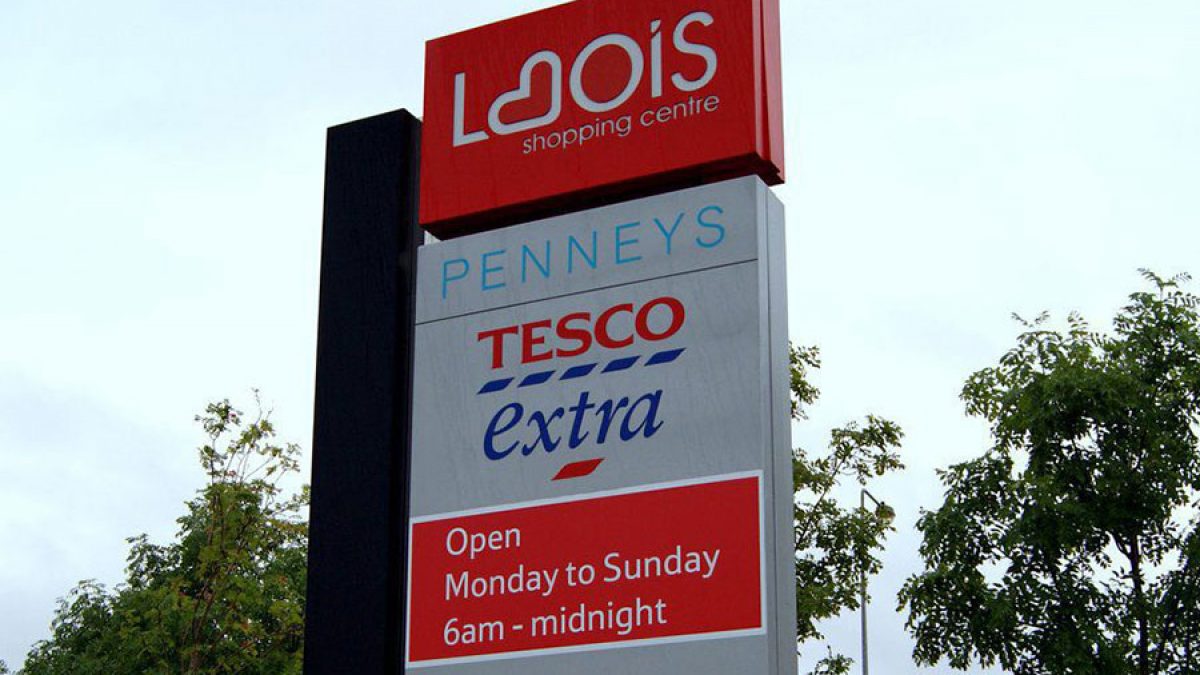 Laois
shopping centre
PENNEYS
TESCO
extra
Open
Monday to Sunday
6am - midnight